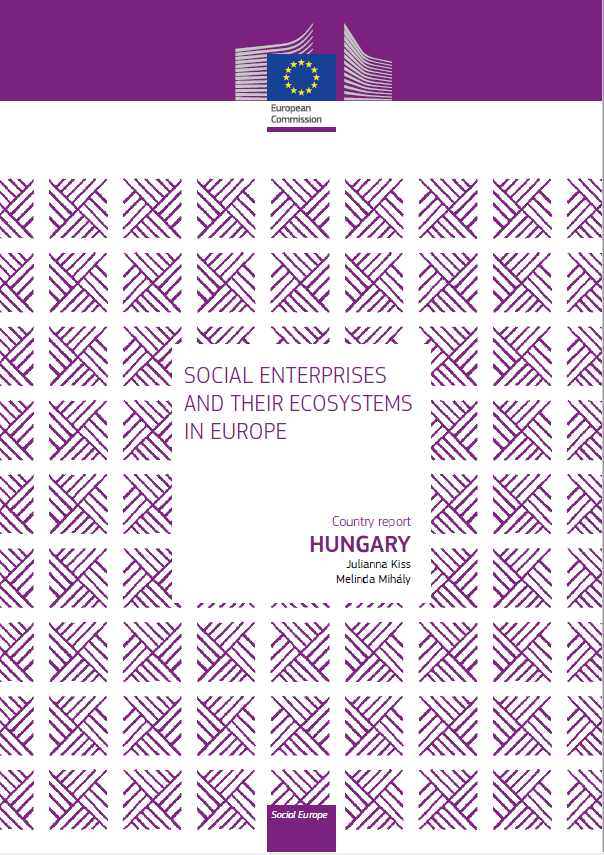 European
Commission
SOCIAL ENTERPRISES
AND THEIR ECOSYSTEMS
IN EUROPE
Country report
HUNGARY
Julianna Kiss
Melinda Mihály
Social Europe